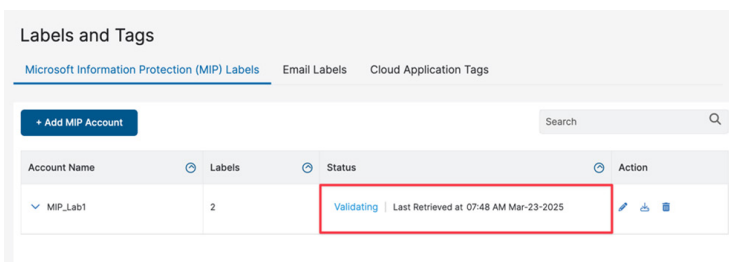 Labels and Tags
Microsoft Information Protection (MIP) Labels Email Labels Cloud Application Tags
+ Add MIP Account Search
Account Name Labels Status Action
MIP_Lab1 2 Validating | Last Retrieved at 07:48 AM Mar-23-2025